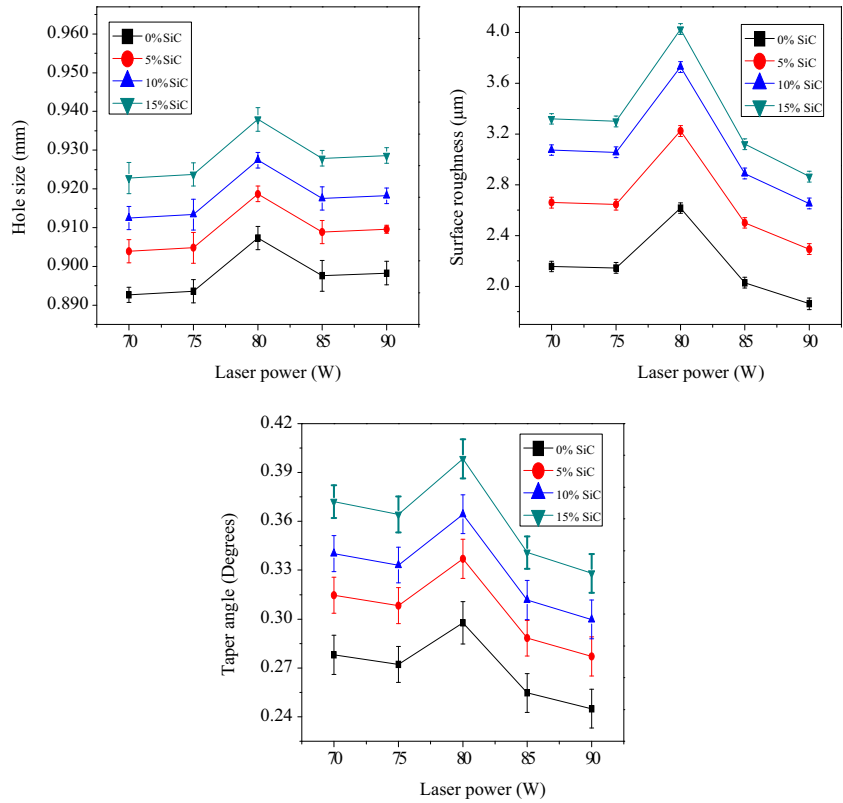 0.960
0.950
0.940
0.930
0.920
0.910
0.900
0.890
Hole size (mm)
0%SiC
5%SiC
10%SiC
15%SiC
70 75 80 85 90
Laser power (W)
4.0
3.6
3.2
2.8
2.4
2.0
Surface roughness (μm)
0% SiC
5% SiC
10% SiC
15% SiC
70 75 80 85 90
Laser power (W)
0.42
0.39
0.36
0.33
0.30
0.27
0.24
Taper angle (Degrees)
0% SiC
5% SiC
10% SiC
15% SiC
70 75 80 85 90
Laser power (W)